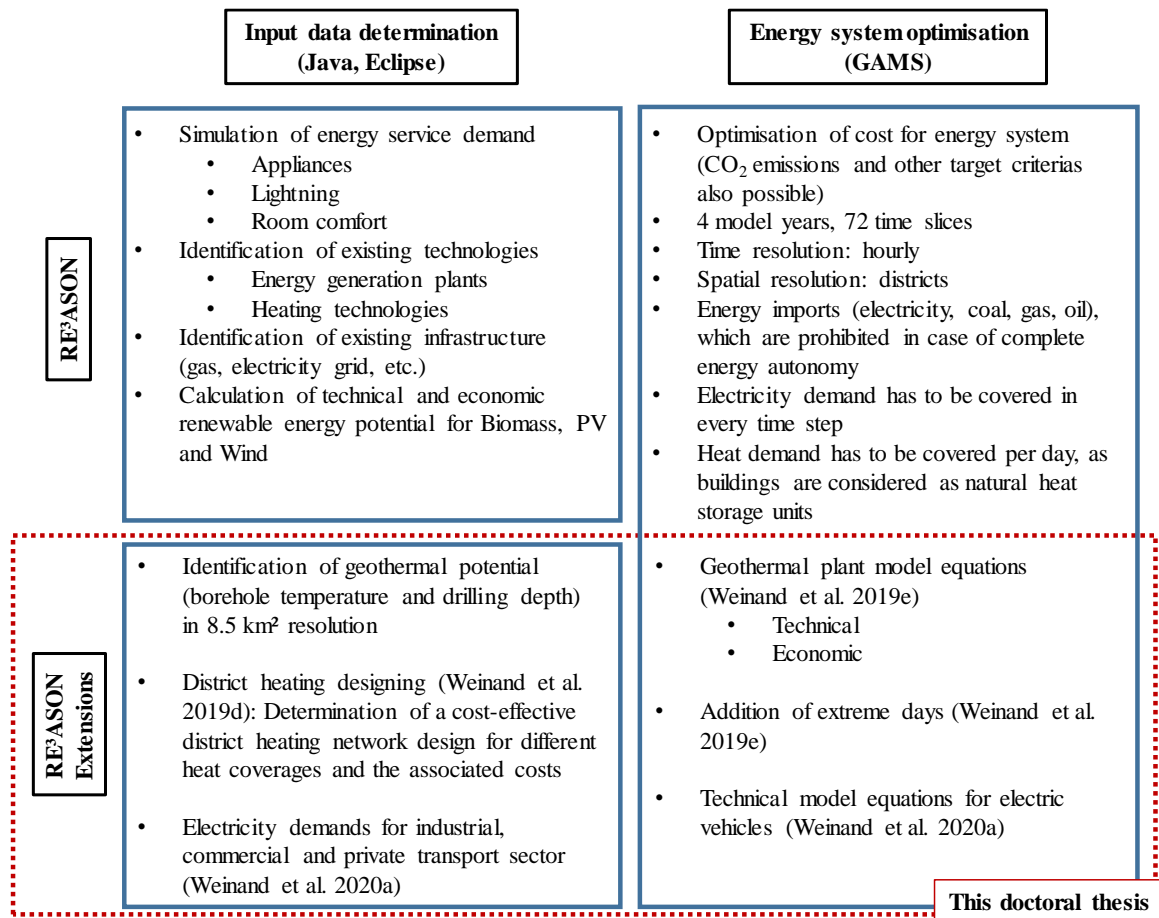 Input data determination
(Java, Eclipse)
Energy system optimisation
(GAMS)
RE³ASON
• Simulation of energy service demand
• Appliances
• Lightning
• Room comfort
• Identification of existing technologies
• Energy generation plants
• Heating technologies
• Identification of existing infrastructure
(gas, electricity grid, etc.)
• Calculation of technical and economic
renewable energy potential for Biomass, PV
and Wind
• Optimisation of cost for energy system
(CO₂ emissions and other target criterias
also possible)
• 4 model years, 72 time slices
• Time resolution: hourly
• Spatial resolution: districts
• Energy imports (electricity, coal, gas, oil),
which are prohibited in case of complete
energy autonomy
• Electricity demand has to be covered in
every time step
• Heat demand has to be covered per day, as
buildings are considered as natural heat
storage units
RE³ASON
Extensions
• Identification of geothermal potential
(borehole temperature and drilling depth)
in 8.5 km² resolution
• District heating designing (Weinand et al.
2019d): Determination of a cost-effective
district heating network design for different
heat coverages and the associated costs
• Electricity demands for industrial,
commercial and private transport sector
(Weinand et al. 2020a)
• Geothermal plant model equations
(Weinand et al. 2019e)
• Technical
• Economic
• Addition of extreme days (Weinand et al.
2019e)
• Technical model equations for electric
vehicles (Weinand et al. 2020a)
This doctoral thesis